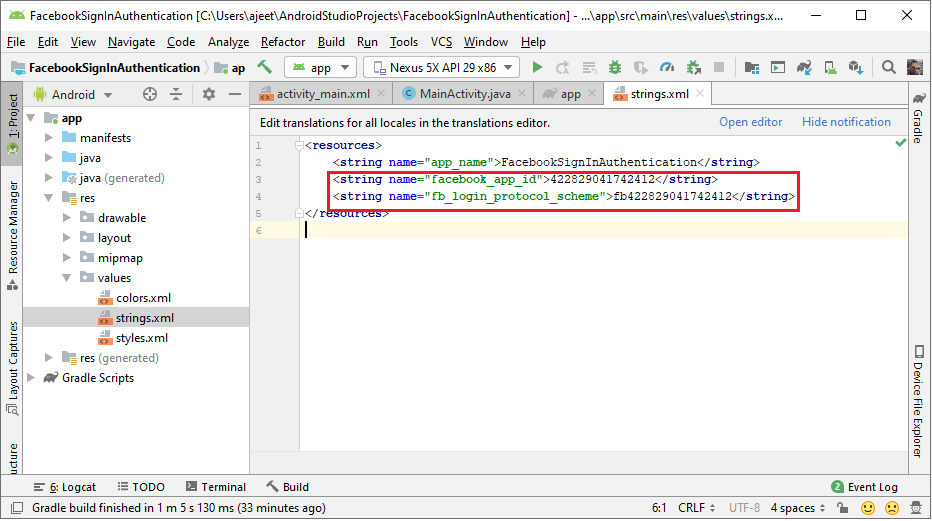 FacebookSignInAuthentication [C:\Users\ajeet\AndroidStudioProjects\FacebookSignInAuthentication] - ...\app\src\main\res\values\strings.x...
File Edit View Navigate Code Analyze Refactor Build Run Tools VCS Window Help
FacebookSignInAuthentication ap app Nexus 5X API 29 x86
Android activity_main.xml MainActivity.java app strings.xml
Edit translations for all locales in the translations editor. Open editor Hide notification
1: Project
Resource Manager
Layout Captures
ucture
app
manifests
java
java (generated)
res
drawable
layout
mipmap
values
colors.xml
strings.xml
styles.xml
res (generated)
Gradle Scripts
1 <resources>
2 <string name="app_name">FacebookSignInAuthentication</string>
3 <string name="facebook_app_id">422829041742412</string>
4 <string name="fb_login_protocol_scheme">fb422829041742412</string>
5 </resources>
6
Gradle
Device File Explorer
6: Logcat TODO Terminal Build 2 Event Log
Gradle build finished in 1 m 5 s 130 ms (33 minutes ago) 6:1 CRLF UTF-8 4 spaces